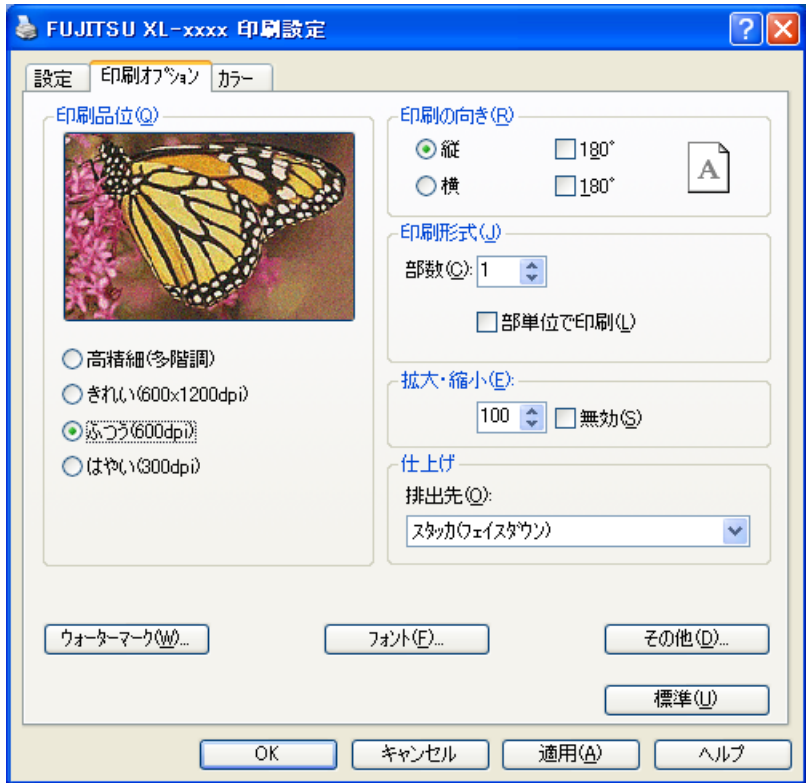 FUJITSU XL-xxxx 印刷設定
設定 印刷ｵﾌﾟｼｮﾝ ｶﾗｰ
印刷品位(Q)
高精細(多階調)
きれい(600x1200dpi)
ふつう(600dpi)
はやい(300dpi)
印刷の向き(R)
縦 180°
横 180°
A
印刷形式(J)
部数(C): 1
部単位で印刷(L)
拡大・縮小(E):
100 無効(S)
仕上げ
排出先(O):
ｽﾀｯｶ(ﾌｪｲｽﾀﾞｳﾝ)
ｳｫｰﾀｰﾏｰｸ(W)... ﾌｫﾝﾄ(F)... その他(D)...
標準(U)
OK キャンセル 適用(A) ヘルプ